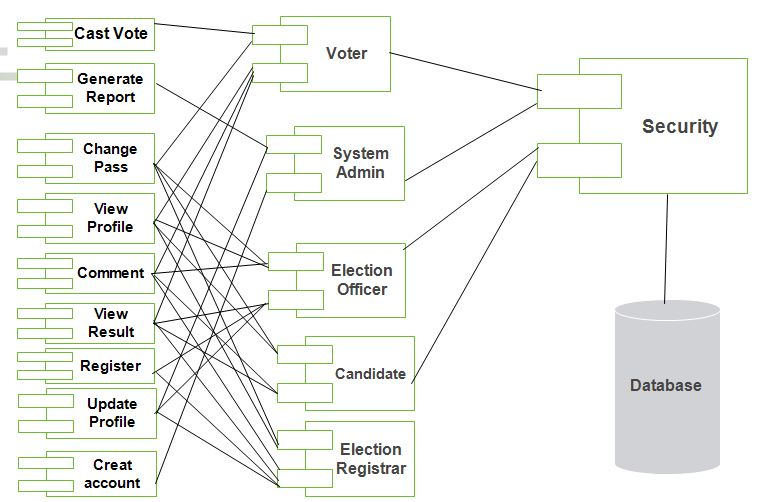 Cast Vote
Generate
Report
Change
Pass
View
Profile
Comment
View
Result
Register
Update
Profile
Creat
account
Voter
System
Admin
Election
Officer
Candidate
Election
Registrar
Security
Database